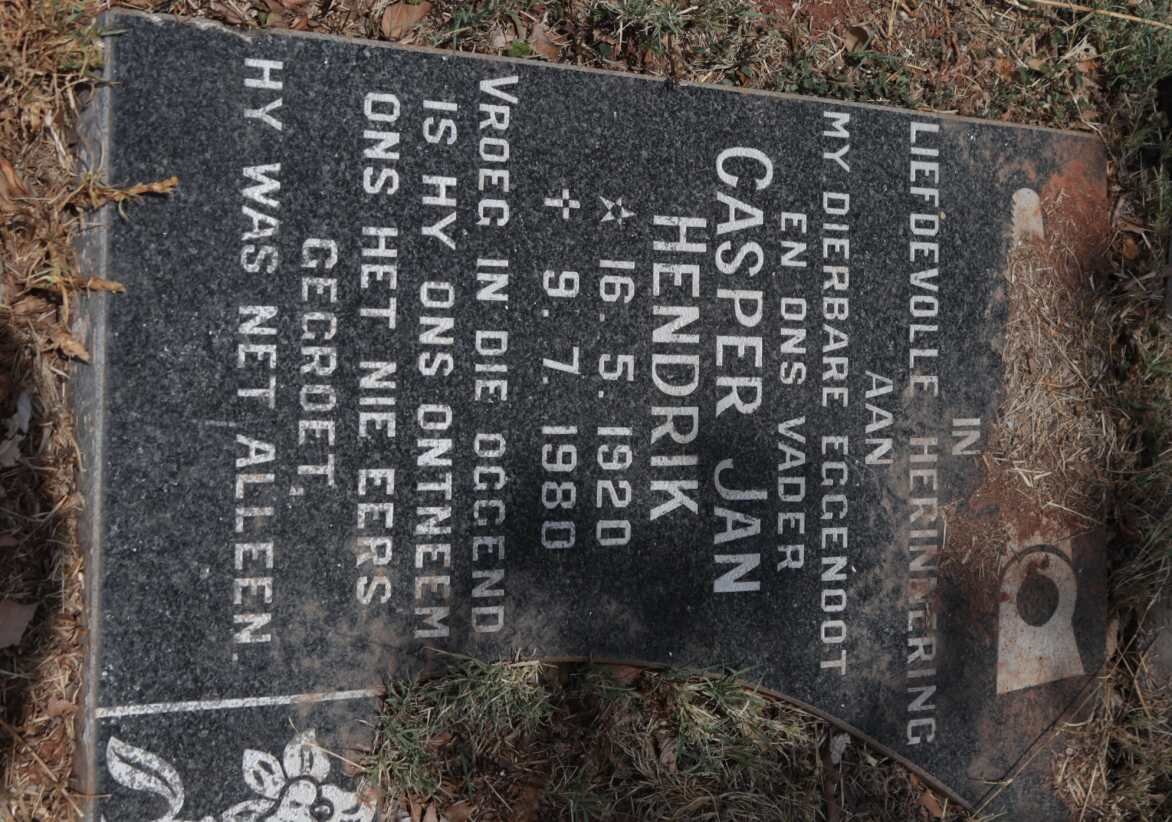 IN
LIEFDEVOLLE HERINNERING
AAN
MY DIERBARE EGGENOOT
EN ONS VADER
CASPER JAN
HENDRIK
☆ 16. 5. 1920
✝ 9. 7. 1980
VROEG IN DIE OGGEND
IS HY ONS ONTNEEM
ONS HET NIE EERS
GEGROET,
HY WAS NET ALLEEN.